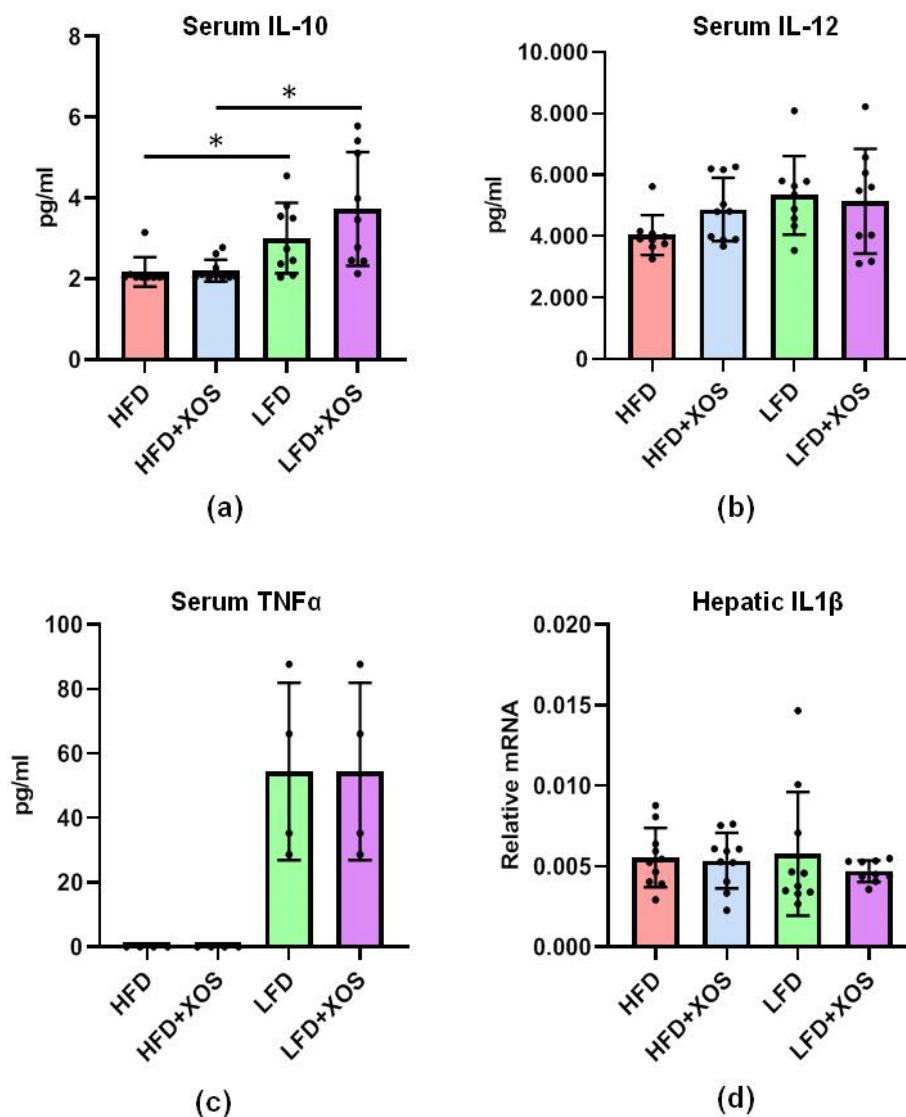 Serum IL-10
pg/ml
8
6
4
2
0
*
*
HFD
HFD+XOS
LFD
LFD+XOS
(a)
Serum IL-12
pg/ml
10.000
8.000
6.000
4.000
2.000
0
HFD
HFD+XOS
LFD
LFD+XOS
(b)
Serum TNFα
pg/ml
100
80
60
40
20
0
HFD
HFD+XOS
LFD
LFD+XOS
(c)
Hepatic IL1β
Relative mRNA
0.020
0.015
0.010
0.005
0.000
HFD
HFD+XOS
LFD
LFD+XOS
(d)